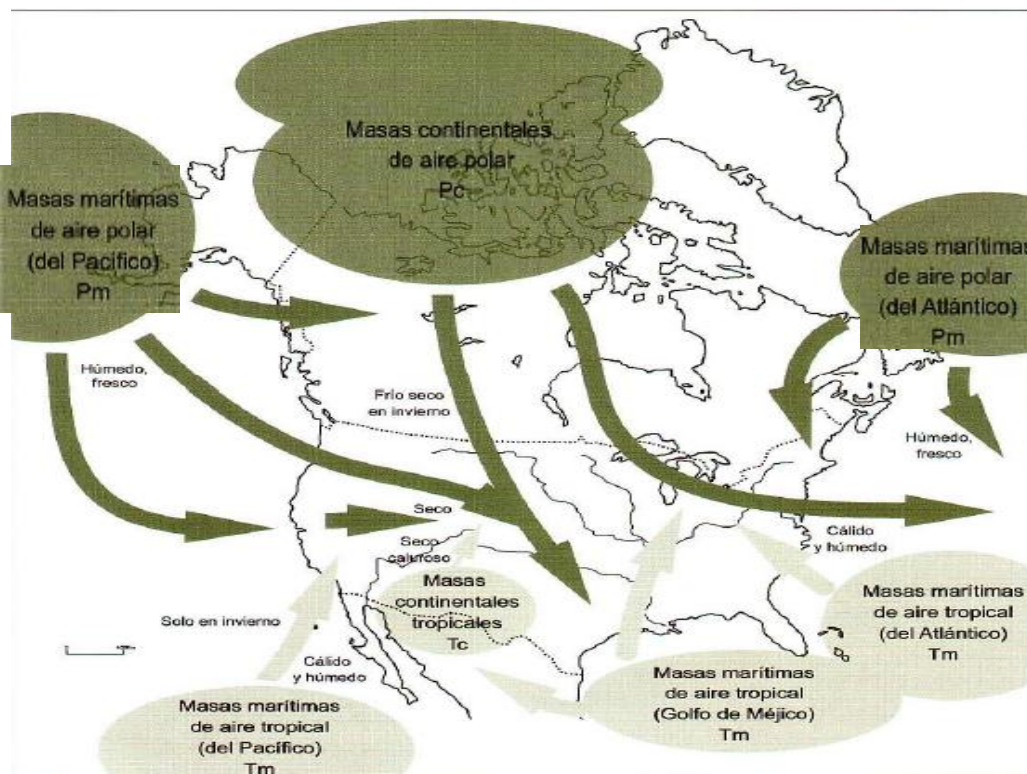 Masas continentales
de aire polar
Pc
Masas marítimas
de aire polar
(del Pacífico)
Pm
Masas marítimas
de aire polar
(del Atlántico)
Pm
Húmedo,
fresco
Frío seco
en invierno
Húmedo,
fresco
Seco
Seco
caluroso
Cálido
y húmedo
Masas
continentales
tropicales
Tc
Masas marítimas
de aire tropical
(del Atlántico)
Tm
Solo en invierno
Cálido
y húmedo
Masas marítimas
de aire tropical
(Golfo de Méjico)
Tm
Masas marítimas
de aire tropical
(del Pacífico)
Tm